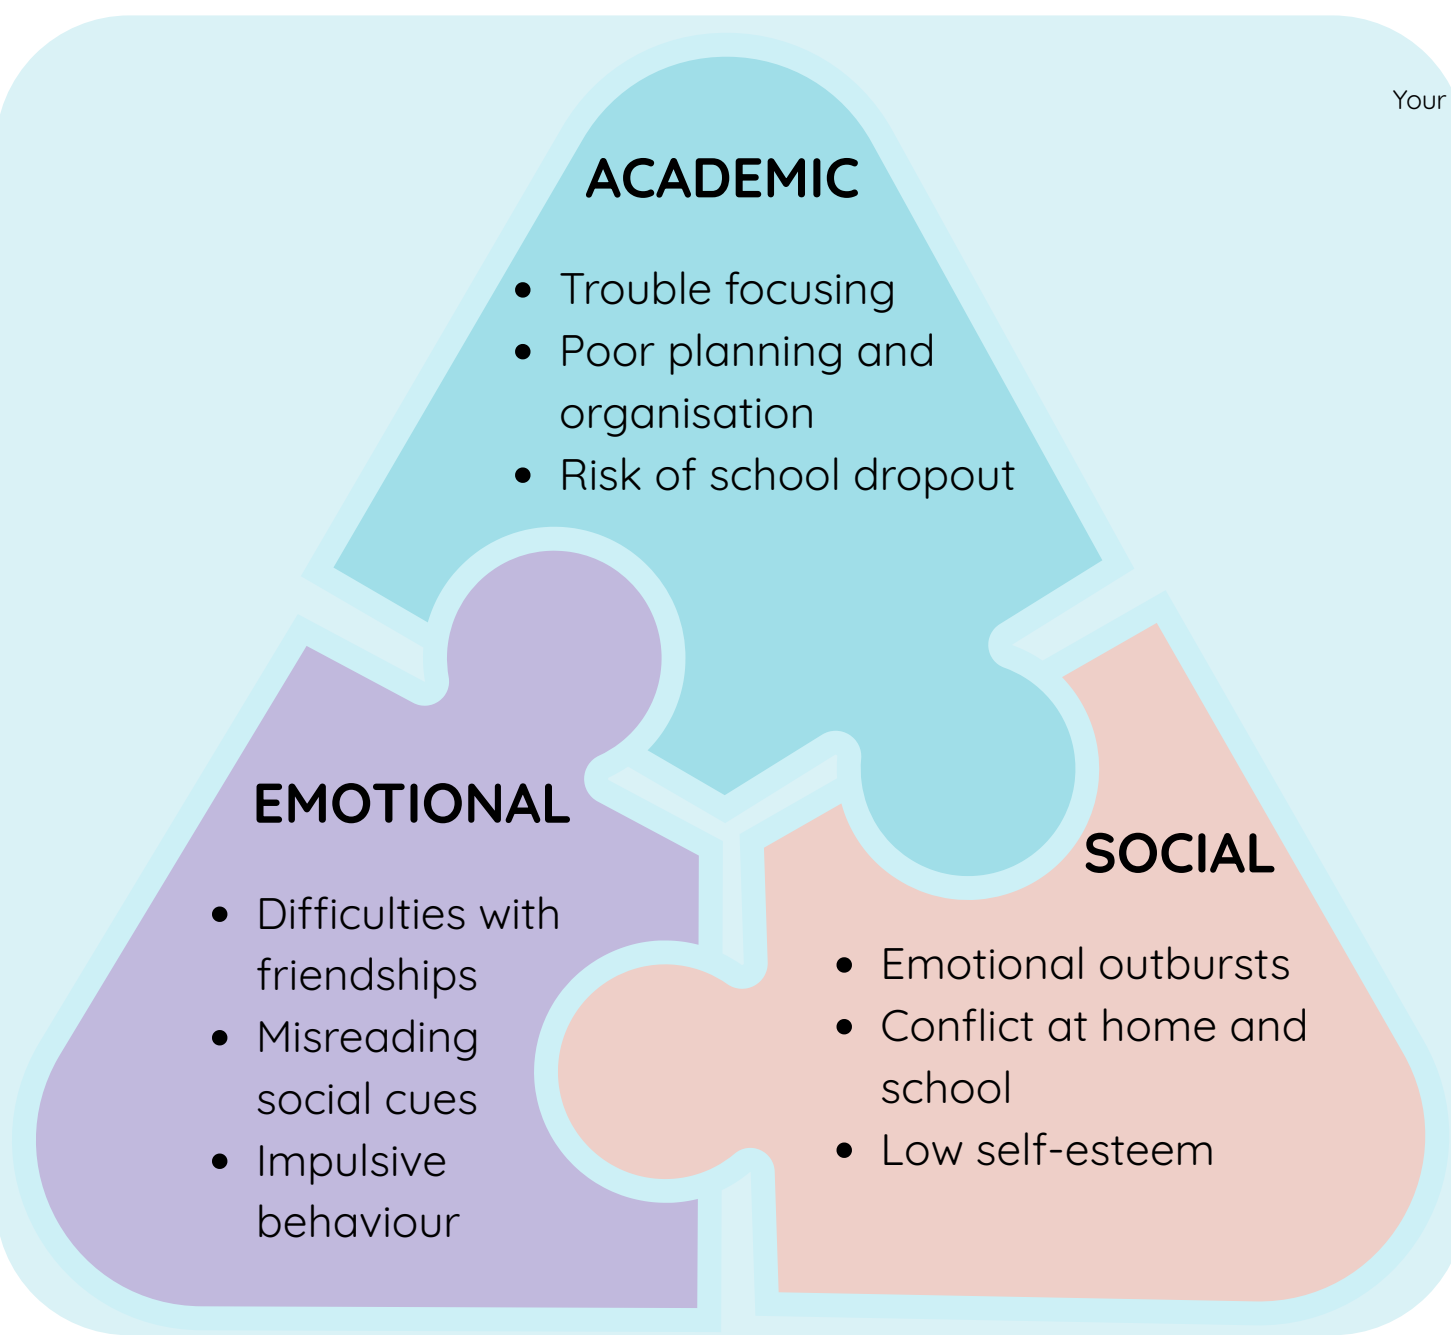 Your
ACADEMIC
• Trouble focusing
• Poor planning and
organisation
• Risk of school dropout
EMOTIONAL
• Difficulties with
friendships
• Misreading
social cues
• Impulsive
behaviour
SOCIAL
• Emotional outbursts
• Conflict at home and
school
• Low self-esteem